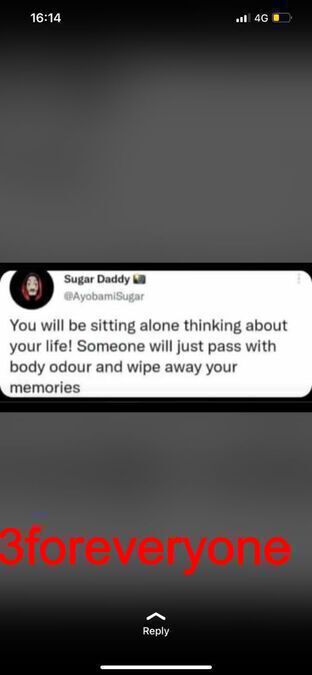 16:14
4G
Sugar Daddy
@AyobamiSugar
You will be sitting alone thinking about
your life! Someone will just pass with
body odour and wipe away your
memories
3foreveryone
Reply